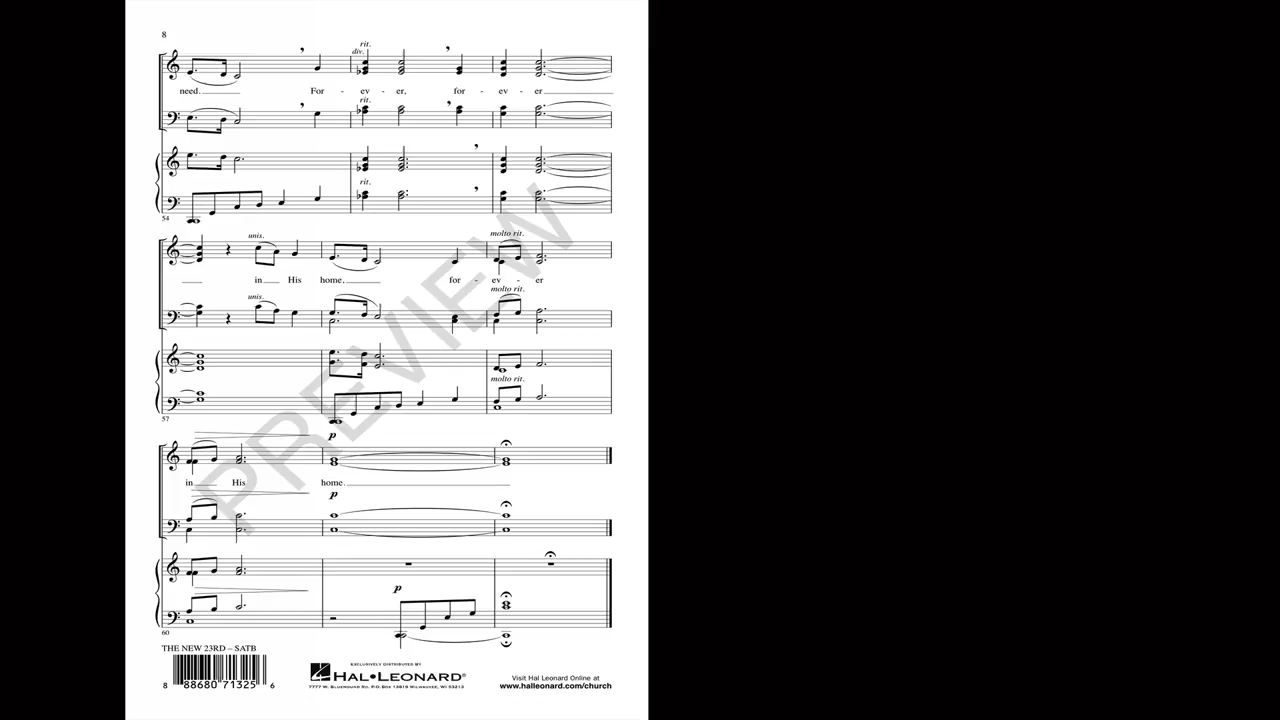 8
rit.
div.
need. For - ev - er, for - ev - er
rit.
rit.
54
unis.
molto rit.
in His home, for - ev - er
unis.
molto rit.
molto rit.
57
p
in His home.
p
p
60
PREVIEW
THE NEW 23RD – SATB
8 88680 71325 6
EXCLUSIVELY DISTRIBUTED BY
HAL•LEONARD®
7777 W. BLUEMOUND RD. P.O. BOX 13819 MILWAUKEE, WI 53213
Visit Hal Leonard Online at
www.halleonard.com/church